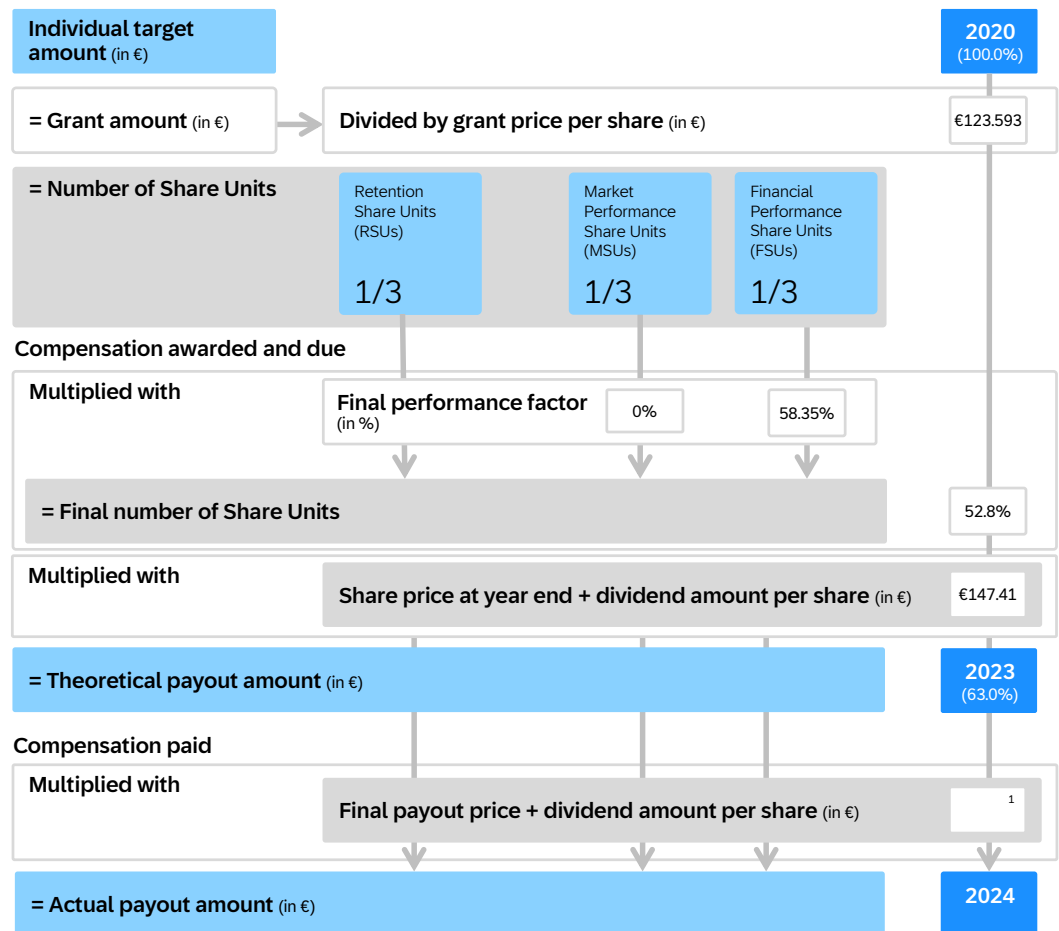 Individual target
amount (in €)
2020
(100.0%)
= Grant amount (in €)
Divided by grant price per share (in €)
€123.593
= Number of Share Units
Retention
Share Units
(RSUs)
1/3
Market
Performance
Share Units
(MSUs)
1/3
Financial
Performance
Share Units
(FSUs)
1/3
Compensation awarded and due
Multiplied with
Final performance factor
(in %)
0%
58.35%
= Final number of Share Units
52.8%
Multiplied with
Share price at year end + dividend amount per share (in €)
€147.41
= Theoretical payout amount (in €)
2023
(63.0%)
Compensation paid
Multiplied with
Final payout price + dividend amount per share (in €)
1
= Actual payout amount (in €)
2024